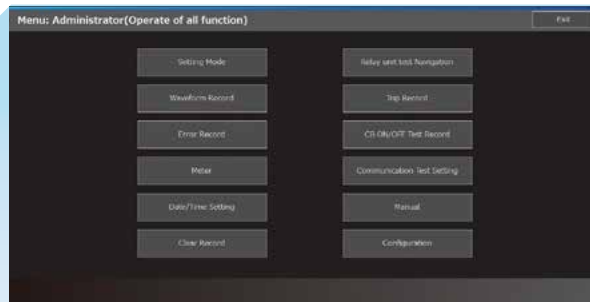 Menu: Administrator(Operate of all function)
Exit
Setting Mode
Relay unit test Navigation
Waveform Record
Trip Record
Error Record
CB ON/OFF Test Record
Meter
Communication Test Setting
Date/Time Setting
Manual
Clear Record
Configuration